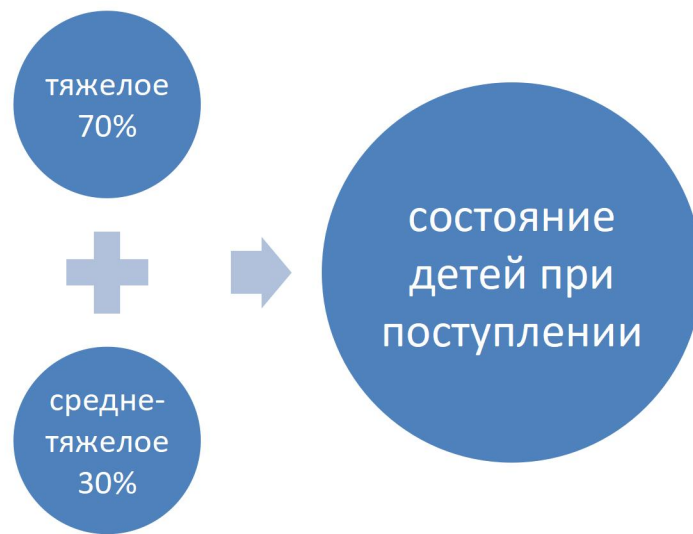 тяжелое
70%
средне-
тяжелое
30%
состояние
детей при
поступлении